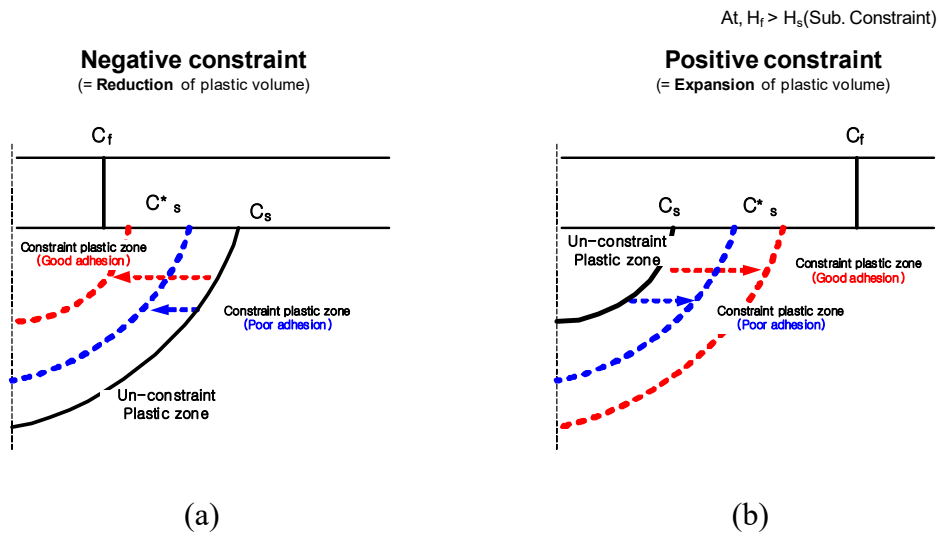 At, Hf > Hs(Sub. Constraint)
Negative constraint
(= Reduction of plastic volume)
Cf
C*s
Cs
Constraint plastic zone
(Good adhesion)
Constraint plastic zone
(Poor adhesion)
Un-constraint
Plastic zone
(a)
Positive constraint
(= Expansion of plastic volume)
Cf
Cs
C*s
Un-constraint
Plastic zone
Constraint plastic zone
(Good adhesion)
Constraint plastic zone
(Poor adhesion)
(b)